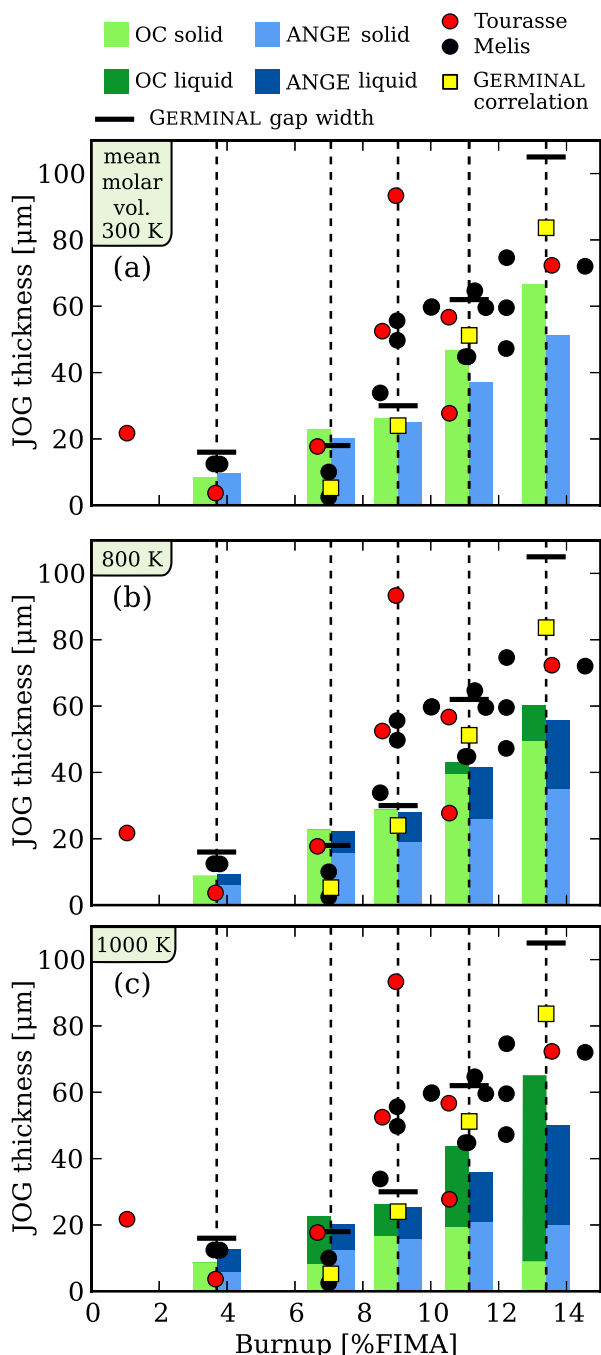 OC solid
ANGE solid
Tourasse
Melis
OC liquid
ANGE liquid
GERMINAL
correlation
GERMINAL gap width
mean
molar
vol.
300 K
(a)
JOG thickness [μm]
100
80
60
40
20
0
800 K
(b)
JOG thickness [μm]
100
80
60
40
20
0
1000 K
(c)
JOG thickness [μm]
100
80
60
40
20
0
0 2 4 6 8 10 12 14
Burnup [%FIMA]